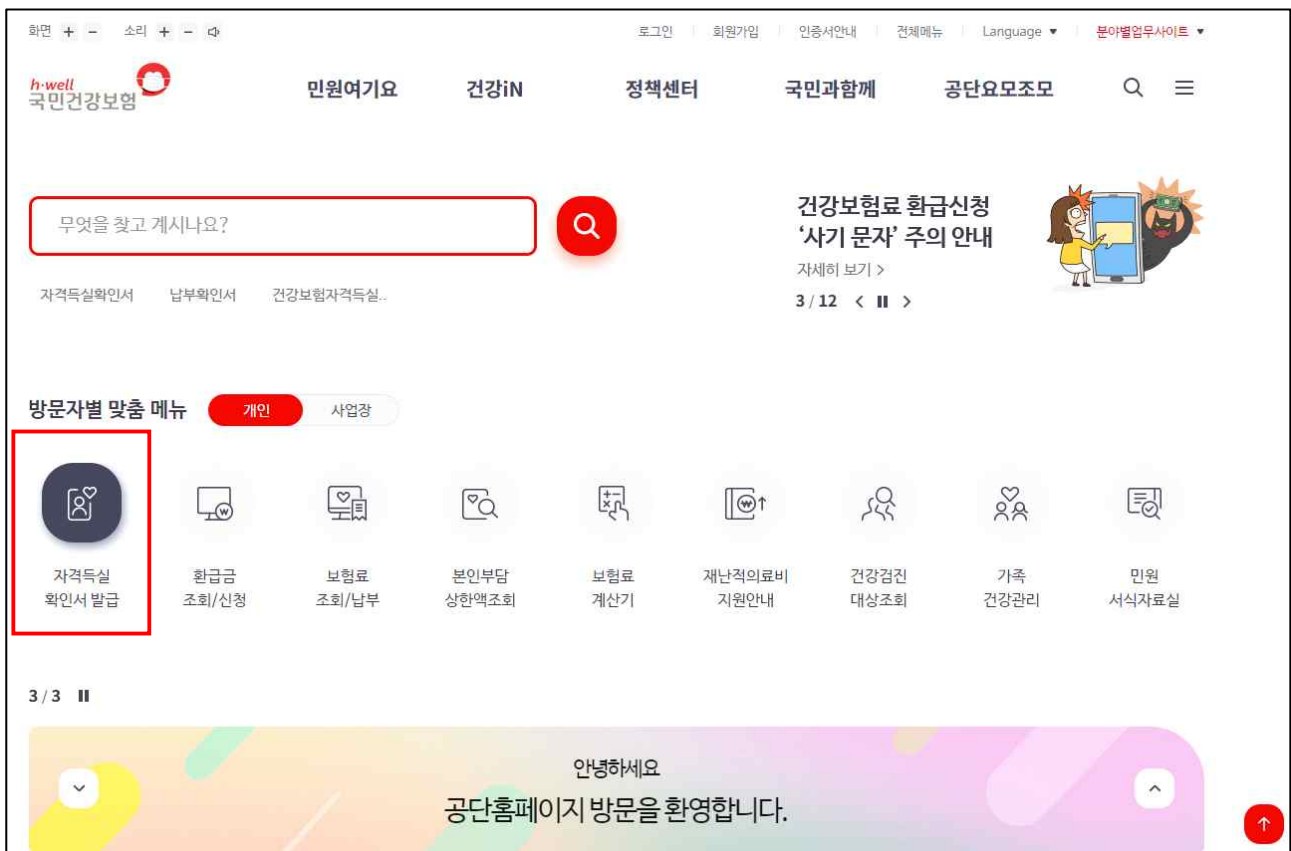 화면 + - 소리 + -
로그인 회원가입 인증서안내 전체메뉴 Language ▼ 분야별업무사이트 ▼
h·well
국민건강보험
민원여기요 건강iN 정책센터 국민과함께 공단요모조모
무엇을 찾고 계시나요?
자격득실확인서 납부확인서 건강보험자격득실..
건강보험료 환급신청
‘사기 문자’ 주의 안내
자세히 보기 >
3 / 12
방문자별 맞춤 메뉴 개인 사업장
자격득실
확인서 발급
환급금
조회/신청
보험료
조회/납부
본인부담
상한액조회
보험료
계산기
재난적의료비
지원안내
건강검진
대상조회
가족
건강관리
민원
서식자료실
3 / 3
안녕하세요
공단홈페이지 방문을 환영합니다.